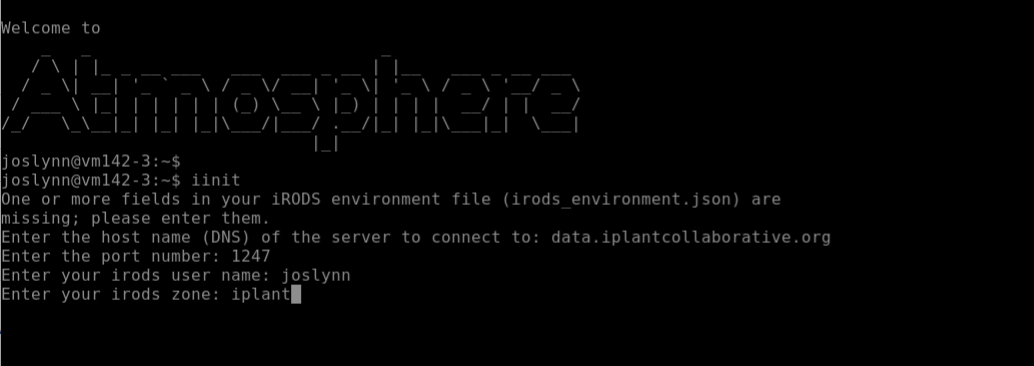 Welcome to
Atmosphere
joslynn@vm142-3:~$
joslynn@vm142-3:~$ iinit
One or more fields in your iRODS environment file (irods_environment.json) are
missing; please enter them.
Enter the host name (DNS) of the server to connect to: data.iplantcollaborative.org
Enter the port number: 1247
Enter your irods user name: joslynn
Enter your irods zone: iplant